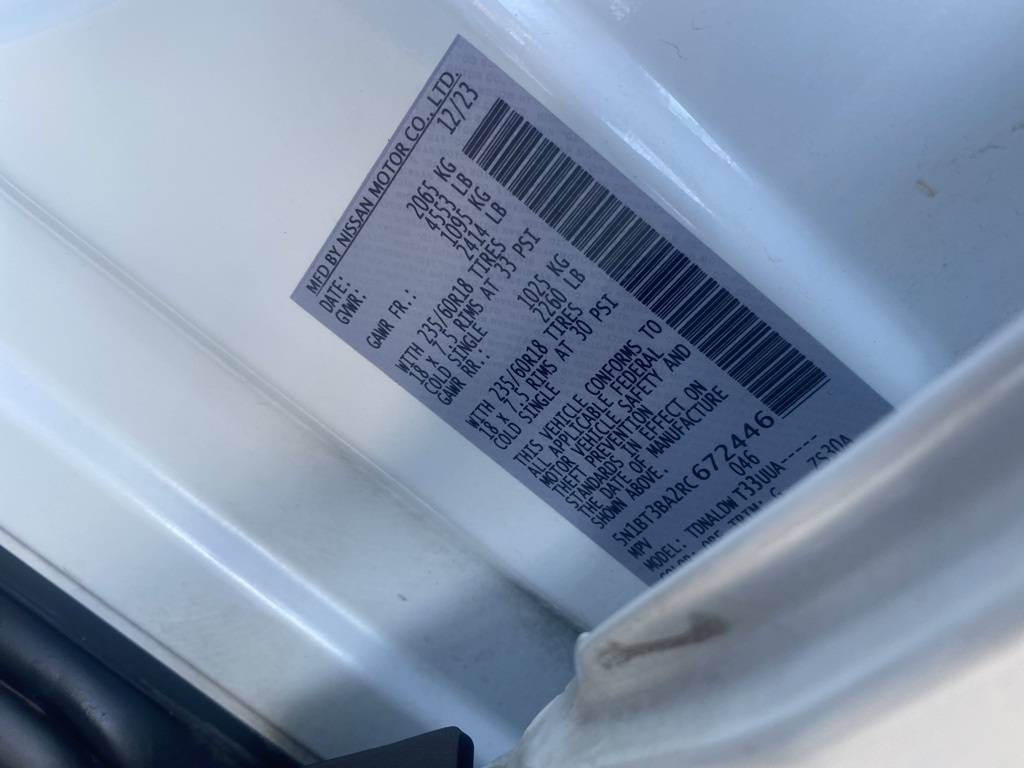 MFD BY NISSAN MOTOR CO., LTD.
DATE: 12/23
GVWR: 2065 KG
4553 LB
GAWR FR.: 1095 KG
2414 LB
WITH 235/60R18 TIRES
18 X 7.5 RIMS AT 33 PSI
COLD SINGLE
GAWR RR.: 1025 KG
2260 LB
WITH 235/60R18 TIRES
18 X 7.5 RIMS AT 30 PSI
COLD SINGLE
THIS VEHICLE CONFORMS TO
ALL APPLICABLE FEDERAL
MOTOR VEHICLE SAFETY AND
THEFT PREVENTION
STANDARDS IN EFFECT ON
THE DATE OF MANUFACTURE
SHOWN ABOVE.
5N1BT3BA2RC672446
MPV 046
MODEL: TDNALDW T33UUA-----